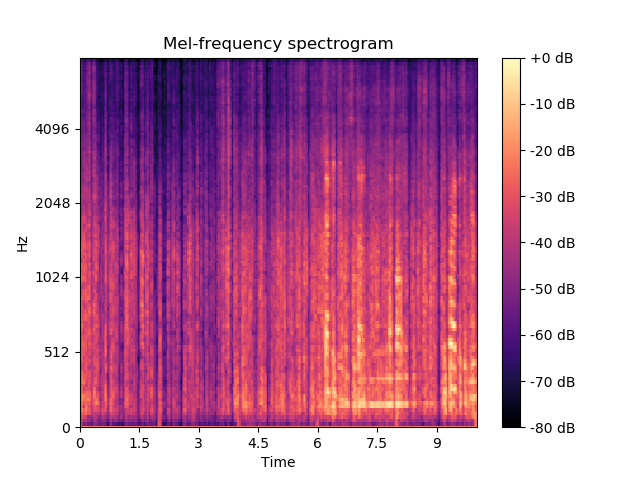 Mel-frequency spectrogram
Hz
4096
2048
1024
512
0
0 1.5 3 4.5 6 7.5 9
Time
+0 dB
-10 dB
-20 dB
-30 dB
-40 dB
-50 dB
-60 dB
-70 dB
-80 dB